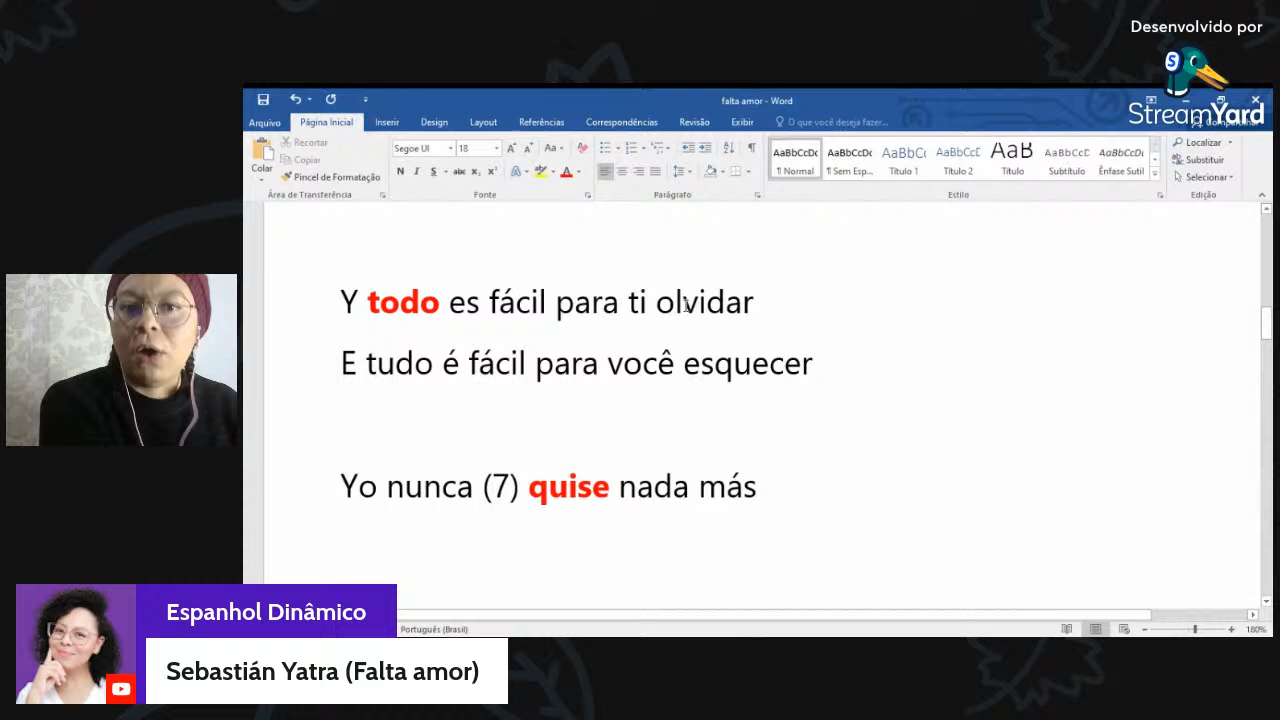 Desenvolvido por
StreamYard
falta amor - Word
Arquivo Página Inicial Inserir Design Layout Referências Correspondências Revisão Exibir O que você deseja fazer...
Recortar
Copiar
Pincel de Formatação
Colar
Segoe UI 18
Área de Transferência Fonte Parágrafo Estilo Edição
AaBbCcDc AaBbCcDc AaBbC AaBbCcC AaB AaBbCcD AaBbCcDc
¶ Normal ¶ Sem Esp... Título 1 Título 2 Título Subtítulo Ênfase Sutil
Localizar
Substituir
Selecionar
Y todo es fácil para ti olvidar
E tudo é fácil para você esquecer
Yo nunca (7) quise nada más
Português (Brasil) 180%
Espanhol Dinâmico
Sebastián Yatra (Falta amor)